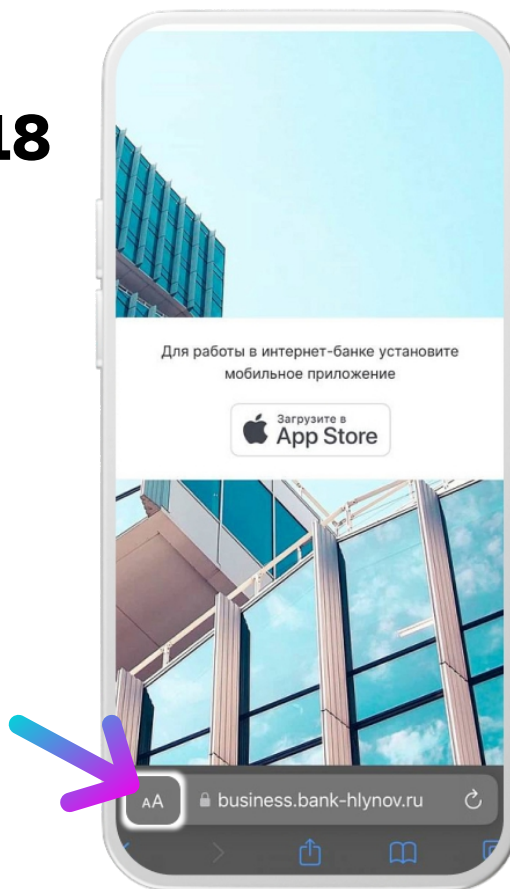 18
Для работы в интернет-банке установите
мобильное приложение
Загрузите в
App Store
AA business.bank-hlynov.ru